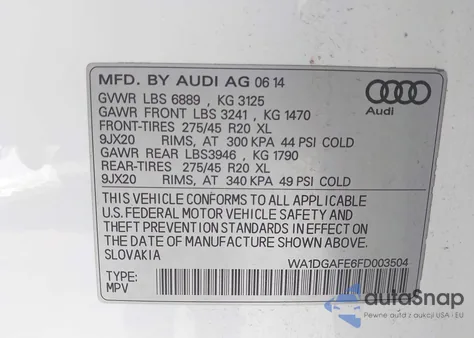 MFD. BY AUDI AG 06 14
Audi
GVWR LBS 6889 , KG 3125
GAWR FRONT LBS 3241 , KG 1470
FRONT-TIRES 275/45 R20 XL
9JX20 RIMS, AT 300 KPA 44 PSI COLD
GAWR REAR LBS3946 , KG 1790
REAR-TIRES 275/45 R20 XL
9JX20 RIMS, AT 340 KPA 49 PSI COLD
THIS VEHICLE CONFORMS TO ALL APPLICABLE
U.S. FEDERAL MOTOR VEHICLE SAFETY AND
THEFT PREVENTION STANDARDS IN EFFECT ON
THE DATE OF MANUFACTURE SHOWN ABOVE.
SLOVAKIA
WA1DGAFE6FD003504
TYPE:
MPV
autoSnap
Pewne auto z USA i EU